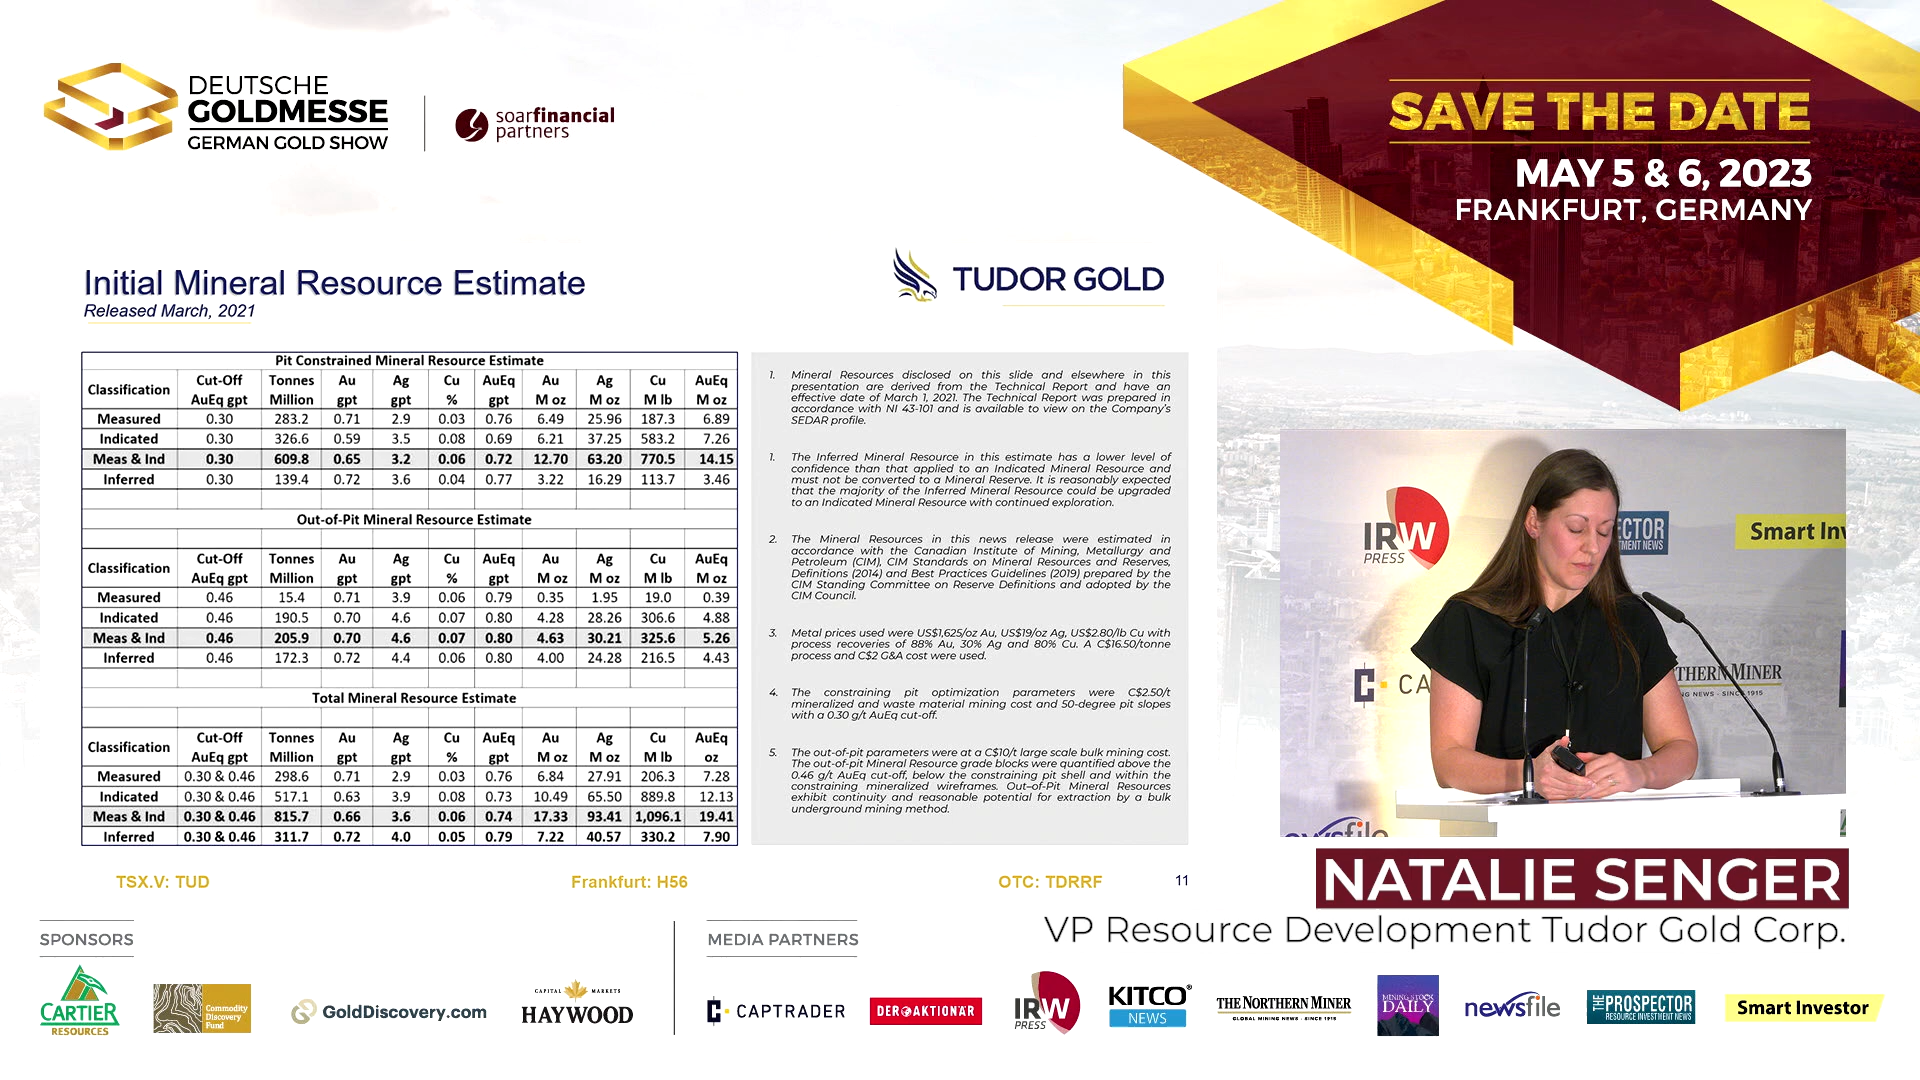 DEUTSCHE
GOLDMESSE
GERMAN GOLD SHOW
soarfinancial
partners
SAVE THE DATE
MAY 5 & 6, 2023
FRANKFURT, GERMANY
Initial Mineral Resource Estimate
Released March, 2021
TUDOR GOLD
Pit Constrained Mineral Resource Estimate
Classification Cut-Off AuEq gpt Tonnes Million Au gpt Ag gpt Cu % AuEq gpt Au M oz Ag M oz Cu M lb AuEq M oz
Measured 0.30 283.2 0.71 2.9 0.03 0.76 6.49 25.96 187.3 6.89
Indicated 0.30 326.6 0.59 3.5 0.08 0.69 6.21 37.25 583.2 7.26
Meas & Ind 0.30 609.8 0.65 3.2 0.06 0.72 12.70 63.20 770.5 14.15
Inferred 0.30 139.4 0.72 3.6 0.04 0.77 3.22 16.29 113.7 3.46
Out-of-Pit Mineral Resource Estimate
Classification Cut-Off AuEq gpt Tonnes Million Au gpt Ag gpt Cu % AuEq gpt Au M oz Ag M oz Cu M lb AuEq M oz
Measured 0.46 15.4 0.71 3.9 0.06 0.79 0.35 1.95 19.0 0.39
Indicated 0.46 190.5 0.70 4.6 0.07 0.80 4.28 28.26 306.6 4.88
Meas & Ind 0.46 205.9 0.70 4.6 0.07 0.80 4.63 30.21 325.6 5.26
Inferred 0.46 172.3 0.72 4.4 0.06 0.80 4.00 24.28 216.5 4.43
Total Mineral Resource Estimate
Classification Cut-Off AuEq gpt Tonnes Million Au gpt Ag gpt Cu % AuEq gpt Au M oz Ag M oz Cu M lb AuEq oz
Measured 0.30 & 0.46 298.6 0.71 2.9 0.03 0.76 6.84 27.91 206.3 7.28
Indicated 0.30 & 0.46 517.1 0.63 3.9 0.08 0.73 10.49 65.50 889.8 12.13
Meas & Ind 0.30 & 0.46 815.7 0.66 3.6 0.06 0.74 17.33 93.41 1,096.1 19.41
Inferred 0.30 & 0.46 311.7 0.72 4.0 0.05 0.79 7.22 40.57 330.2 7.90
1. Mineral Resources disclosed on this slide and elsewhere in this
presentation are derived from the Technical Report and have an
effective date of March 1, 2021. The Technical Report was prepared in
accordance with NI 43-101 and is available to view on the Company's
SEDAR profile.
1. The Inferred Mineral Resource in this estimate has a lower level of
confidence than that applied to an Indicated Mineral Resource and
must not be converted to a Mineral Reserve. It is reasonably expected
that the majority of the Inferred Mineral Resource could be upgraded
to an Indicated Mineral Resource with continued exploration.
2. The Mineral Resources in this news release were estimated in
accordance with the Canadian Institute of Mining, Metallurgy and
Petroleum (CIM), CIM Standards on Mineral Resources and Reserves,
Definitions (2014) and Best Practices Guidelines (2019) prepared by the
CIM Standing Committee on Reserve Definitions and adopted by the
CIM Council.
3. Metal prices used were US$1,625/oz Au, US$19/oz Ag, US$2.80/lb Cu with
process recoveries of 88% Au, 30% Ag and 80% Cu. A C$16.50/tonne
process and C$2 G&A cost were used.
4. The constraining pit optimization parameters were C$2.50/t
mineralized and waste material mining cost and 50-degree pit slopes
with a 0.30 g/t AuEq cut-off.
5. The out-of-pit parameters were at a C$10/t large scale bulk mining cost.
The out-of-pit Mineral Resource grade blocks were quantified above the
0.46 g/t AuEq cut-off, below the constraining pit shell and within the
constraining mineralized wireframes. Out–of-Pit Mineral Resources
exhibit continuity and reasonable potential for extraction by a bulk
underground mining method.
TSX.V: TUD
Frankfurt: H56
OTC: TDRRF
11
IRW
PRESS
ECTOR
MENT NEWS
Smart Inv
CA
THERN MINER
NG NEWS · SINCE 1915
newsfile
NATALIE SENGER
VP Resource Development Tudor Gold Corp.
SPONSORS
MEDIA PARTNERS
CARTIER
RESOURCES
Commodity
Discovery
Fund
GoldDiscovery.com
CAPITAL MARKETS
HAYWOOD
CAPTRADER
DER AKTIONÄR
IRW
PRESS
KITCO®
NEWS
THE NORTHERN MINER
GLOBAL MINING NEWS · SINCE 1915
MINING STOCK
DAILY
newsfile
THE PROSPECTOR
RESOURCE INVESTMENT NEWS
Smart Investor